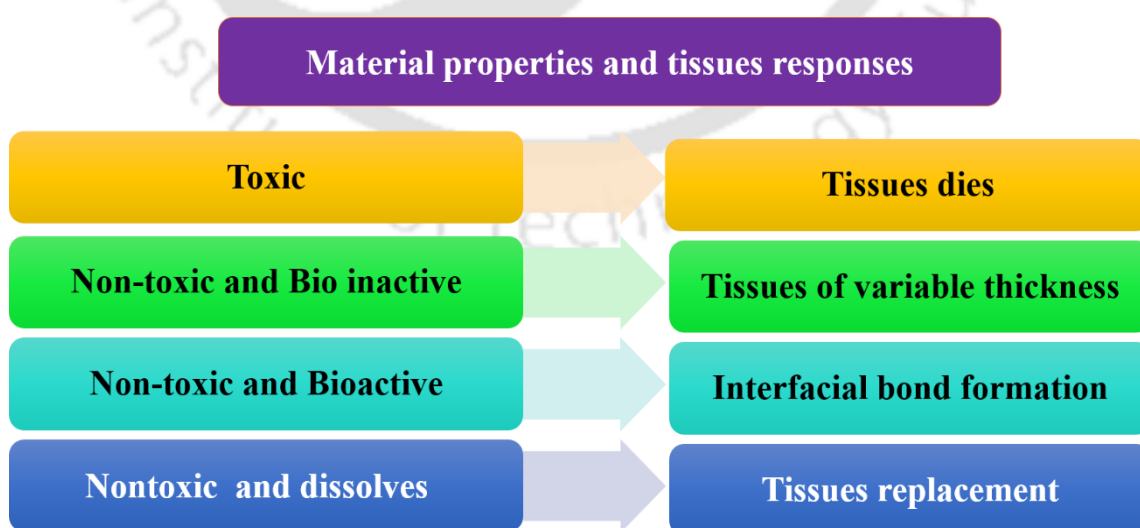 Material properties and tissues responses
Toxic
Tissues dies
Non-toxic and Bio inactive
Tissues of variable thickness
Non-toxic and Bioactive
Interfacial bond formation
Nontoxic and dissolves
Tissues replacement